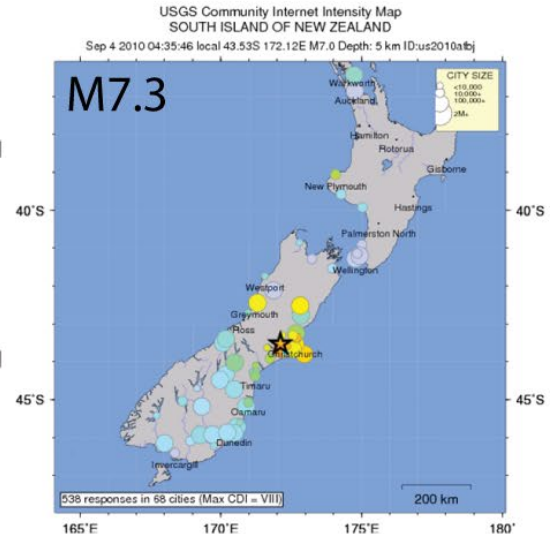 USGS Community Internet Intensity Map
SOUTH ISLAND OF NEW ZEALAND
Sep 4 2010 04:35:46 local 43.53S 172.12E M7.0 Depth: 5 km ID:us2010atbj
M7.3
CITY SIZE
<10,000
10,000+
100,000+
2M+
Warkworth
Auckland
Hamilton
Rotorua
Gisborne
New Plymouth
Hastings
40°S
40°S
Palmerston North
Wellington
Westport
Greymouth
Ross
Christchurch
45°S
45°S
Timaru
Oamaru
Dunedin
Invercargill
538 responses in 68 cities (Max CDI = VIII)
200 km
165°E
170°E
175°E
180°